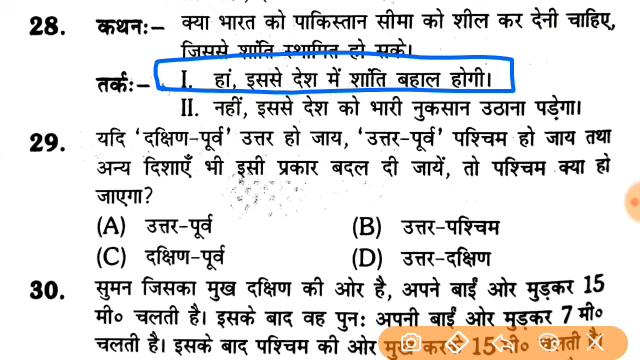 28. कथनः– क्या भारत को पाकिस्तान सीमा को शील कर देनी चाहिए,
जिससे शांति स्थापित हो सके।
तर्कः– I. हां, इससे देश में शांति बहाल होगी।
II. नहीं, इससे देश को भारी नुकसान उठाना पड़ेगा।
29. यदि 'दक्षिण-पूर्व' उत्तर हो जाय, 'उत्तर-पूर्व' पश्चिम हो जाय तथा
अन्य दिशाएँ भी इसी प्रकार बदल दी जायें, तो पश्चिम क्या हो
जाएगा?
(A) उत्तर-पूर्व (B) उत्तर-पश्चिम
(C) दक्षिण-पूर्व (D) उत्तर-दक्षिण
30. सुमन जिसका मुख दक्षिण की ओर है, अपने बाईं ओर मुड़कर 15
मी० चलती है। इसके बाद वह पुनः अपनी बाईं ओर मुड़कर 7 मी०
चलती है। इसके बाद पश्चिम की ओर 15 चलती है।